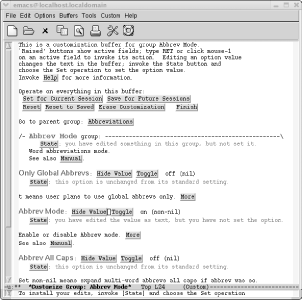 emacs@localhost.localdomain
File Edit Options Buffers Tools Custom Help
This is a customization buffer for group Abbrev Mode.
`Raised' buttons show active fields; type RET or click mouse-1
on an active field to invoke its action. Editing an option value
changes the text in the buffer; invoke the State button and
choose the Set operation to set the option value.
Invoke Help for more information.
Operate on everything in this buffer:
Set for Current Session Save for Future Sessions
Reset Reset to Saved Erase Customization Finish
Go to parent group: Abbreviations
/- Abbrev Mode group: ---------------------------------------\
State: you have edited something in this group, but not set it.
Word abbreviations mode.
See also Manual.
Only Global Abbrevs: Hide Value Toggle off (nil)
State: this option is unchanged from its standard setting.
t means user plans to use global abbrevs only. More
Abbrev Mode: Hide Value Toggle on (non-nil)
State: you have edited the value as text, but you have not set the option.
Enable or disable Abbrev mode. More
See also Manual.
Abbrev All Caps: Hide Value Toggle off (nil)
State: this option is unchanged from its standard setting.
Set non-nil means expand multi-word abbrevs all caps if abbrev was so.
*Customize Group: Abbrev Mode* Top L24 (Custom)
To install your edits, invoke [State] and choose the Set operation